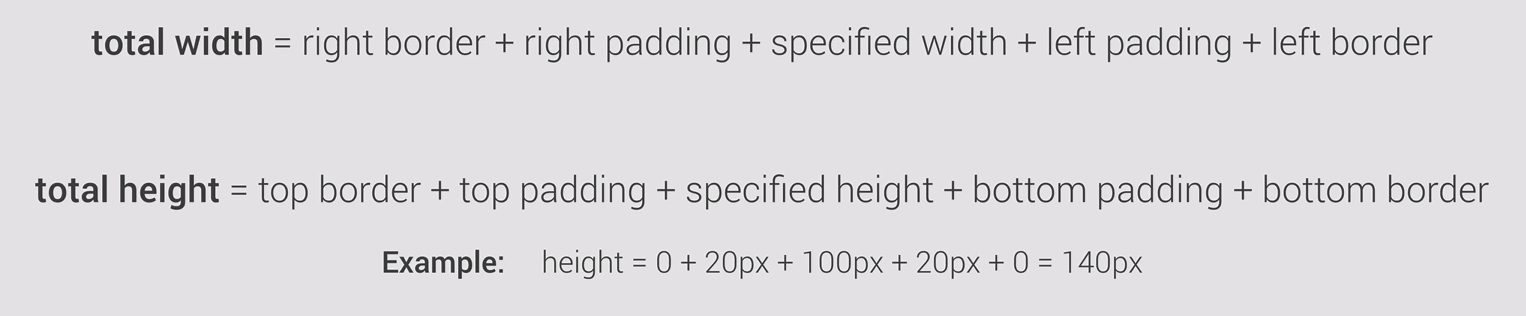 total width = right border + right padding + specified width + left padding + left border
total height = top border + top padding + specified height + bottom padding + bottom border
Example: height = 0 + 20px + 100px + 20px + 0 = 140px